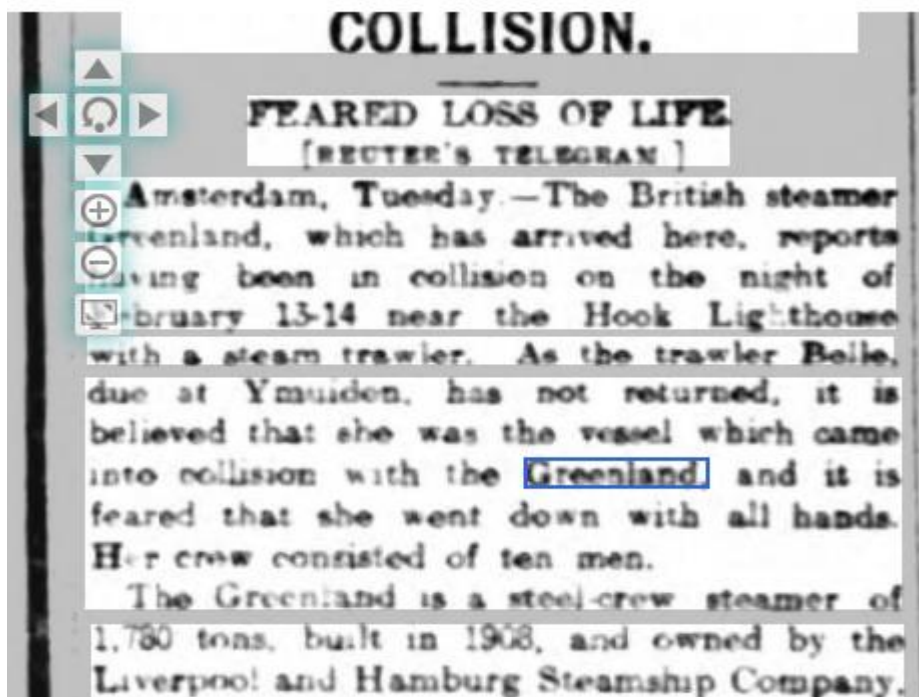 COLLISION.
FEARED LOSS OF LIFE.
[REUTER'S TELEGRAM]
Amsterdam, Tuesday.—The British steamer
Greenland, which has arrived here, reports
having been in collision on the night of
February 13-14 near the Hook Lighthouse
with a steam trawler. As the trawler Belle,
due at Ymuiden, has not returned, it is
believed that she was the vessel which came
into collision with the Greenland, and it is
feared that she went down with all hands.
Her crew consisted of ten men.
The Greenland is a steel-crew steamer of
1,780 tons, built in 1908, and owned by the
Liverpool and Hamburg Steamship Company,